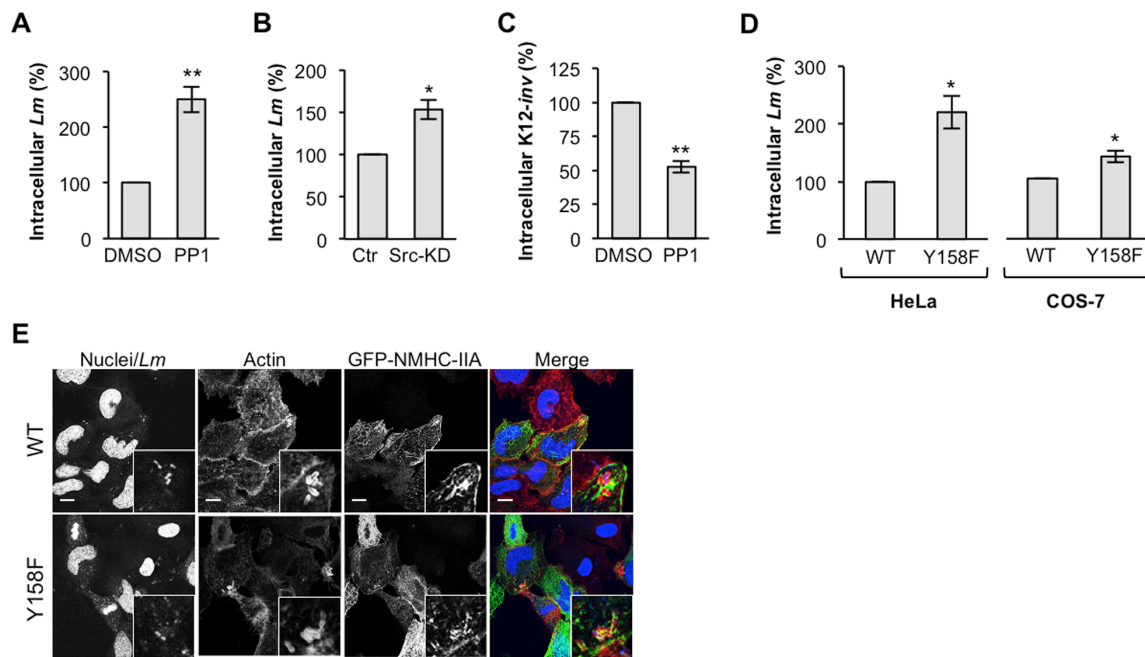 A
Intracellular Lm (%)
300
200
100
0
**
DMSO PP1
B
Intracellular Lm (%)
200
150
100
50
0
*
Ctr Src-KD
C
Intracellular K12-inv (%)
125
100
75
50
25
0
**
DMSO PP1
D
Intracellular Lm (%)
300
200
100
0
*
*
WT Y158F WT Y158F
HeLa COS-7
E
Nuclei/Lm Actin GFP-NMHC-IIA Merge
WT
Y158F